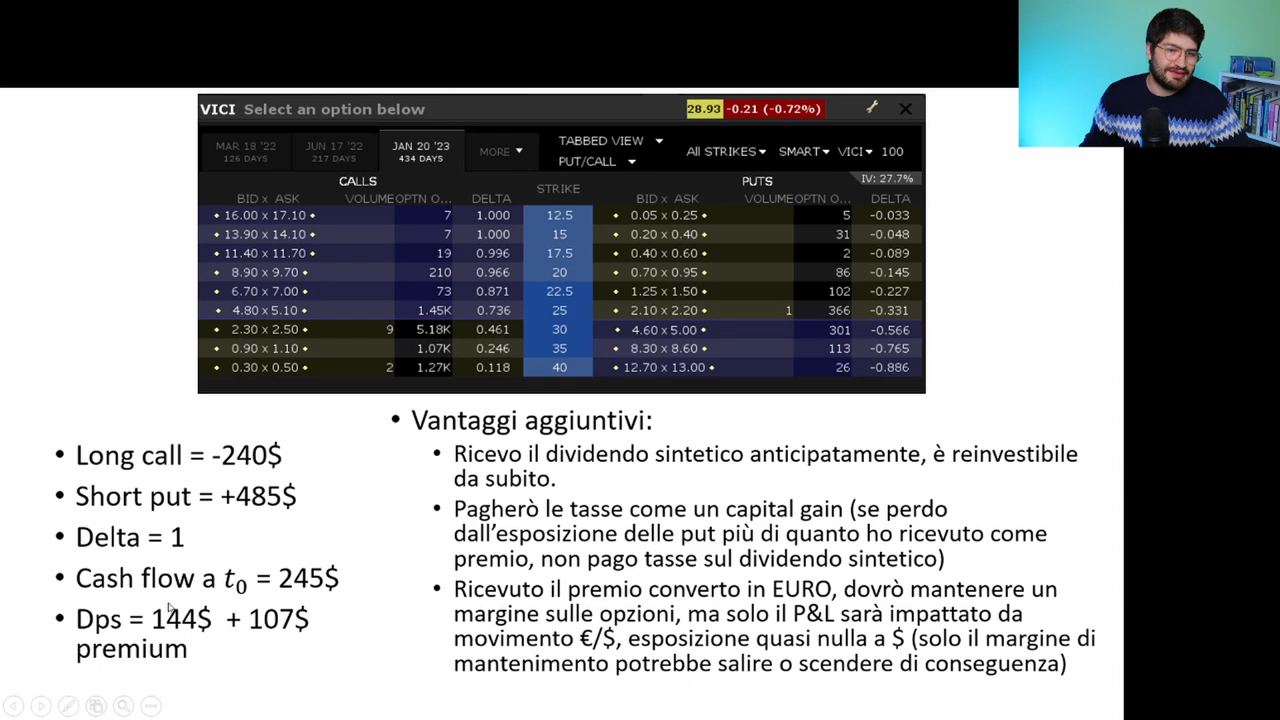 VICI Select an option below 28.93 -0.21 (-0.72%)
MAR 18 '22 JUN 17 '22 JAN 20 '23 MORE TABBED VIEW
126 DAYS 217 DAYS 434 DAYS PUT/CALL All STRIKES SMART VICI 100
CALLS PUTS IV: 27.7%
BID x ASK VOLUME OPTN O... DELTA STRIKE BID x ASK VOLUME OPTN O... DELTA
16.00 x 17.10 7 1.000 12.5 0.05 x 0.25 5 -0.033
13.90 x 14.10 7 1.000 15 0.20 x 0.40 31 -0.048
11.40 x 11.70 19 0.996 17.5 0.40 x 0.60 2 -0.089
8.90 x 9.70 210 0.966 20 0.70 x 0.95 86 -0.145
6.70 x 7.00 73 0.871 22.5 1.25 x 1.50 102 -0.227
4.80 x 5.10 1.45K 0.736 25 2.10 x 2.20 1 366 -0.331
2.30 x 2.50 9 5.18K 0.461 30 4.60 x 5.00 301 -0.566
0.90 x 1.10 1.07K 0.246 35 8.30 x 8.60 113 -0.765
0.30 x 0.50 2 1.27K 0.118 40 12.70 x 13.00 26 -0.886
• Long call = -240$
• Short put = +485$
• Delta = 1
• Cash flow a t₀ = 245$
• Dps = 144$ + 107$
premium
• Vantaggi aggiuntivi:
• Ricevo il dividendo sintetico anticipatamente, è reinvestibile
da subito.
• Pagherò le tasse come un capital gain (se perdo
dall'esposizione delle put più di quanto ho ricevuto come
premio, non pago tasse sul dividendo sintetico)
• Ricevuto il premio converto in EURO, dovrò mantenere un
margine sulle opzioni, ma solo il P&L sarà impattato da
movimento €/$, esposizione quasi nulla a $ (solo il margine di
mantenimento potrebbe salire o scendere di conseguenza)